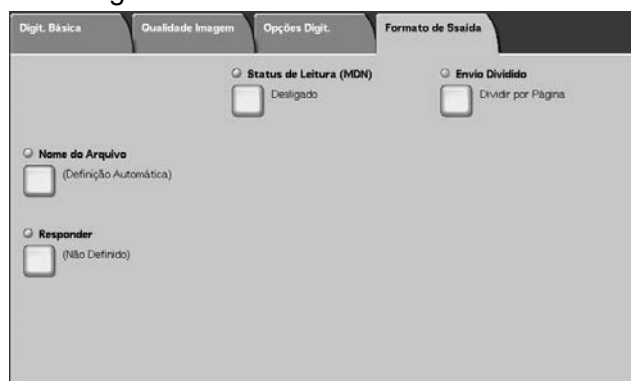 Digit. Básica
Qualidade Imagem
Opções Digit.
Formato de Ssaída
Status de Leitura (MDN)
Desligado
Envio Dividido
Dividir por Página
Nome do Arquivo
(Definição Automática)
Responder
(Não Definido)